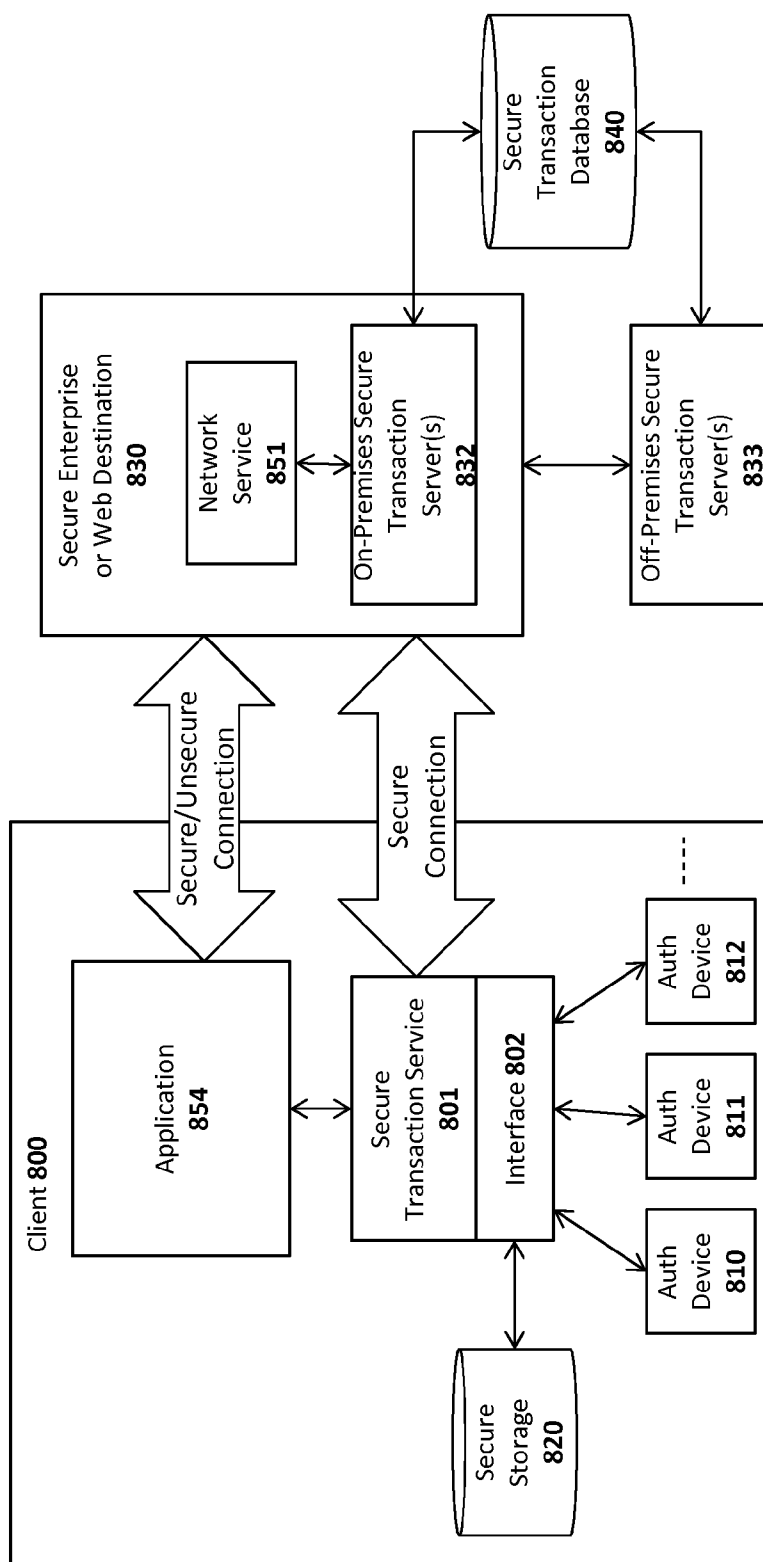 Client 800
Application
854
Secure
Transaction Service
801
Interface 802
Secure
Storage
820
Auth
Device
810
Auth
Device
811
Auth
Device
812
Secure/Unsecure
Connection
Secure
Connection
Secure Enterprise
or Web Destination
830
Network
Service
851
On-Premises Secure
Transaction
Server(s)
832
Off-Premises Secure
Transaction
Server(s)
833
Secure
Transaction
Database
840